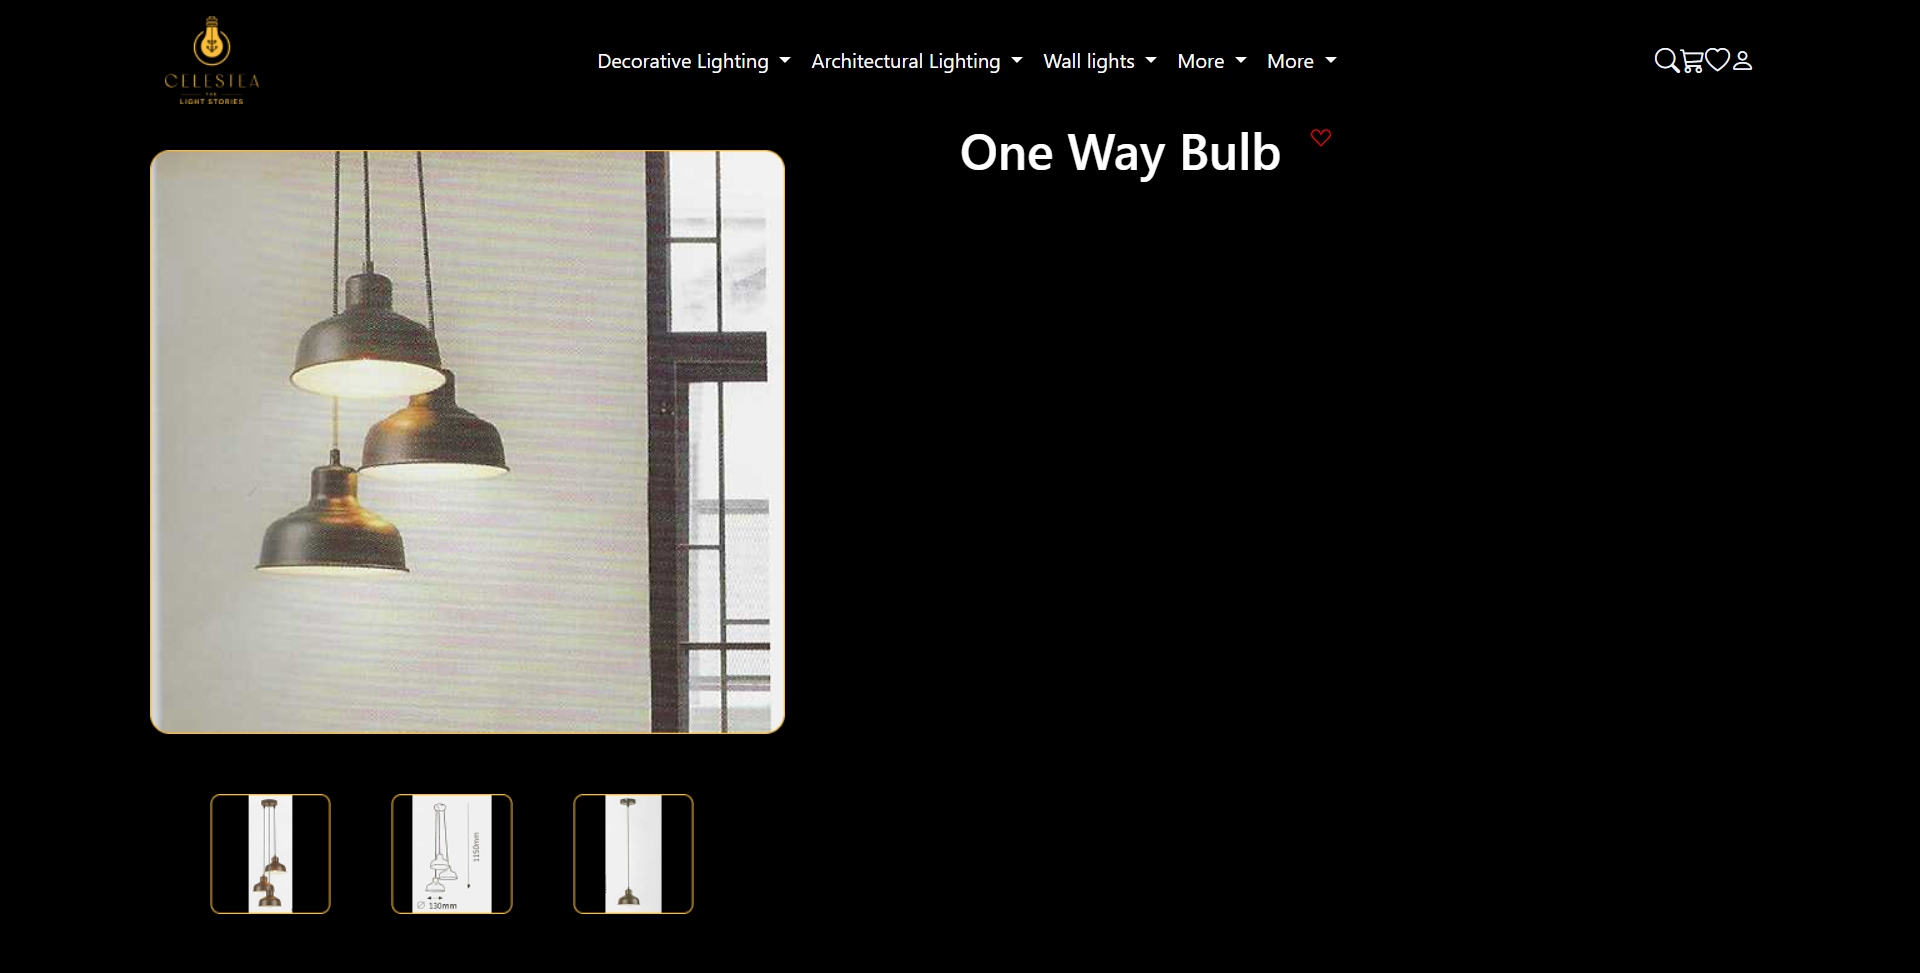 CELESTEA
THE
LIGHT STORIES
Decorative Lighting
Architectural Lighting
Wall lights
More
More
One Way Bulb
1150mm
130mm